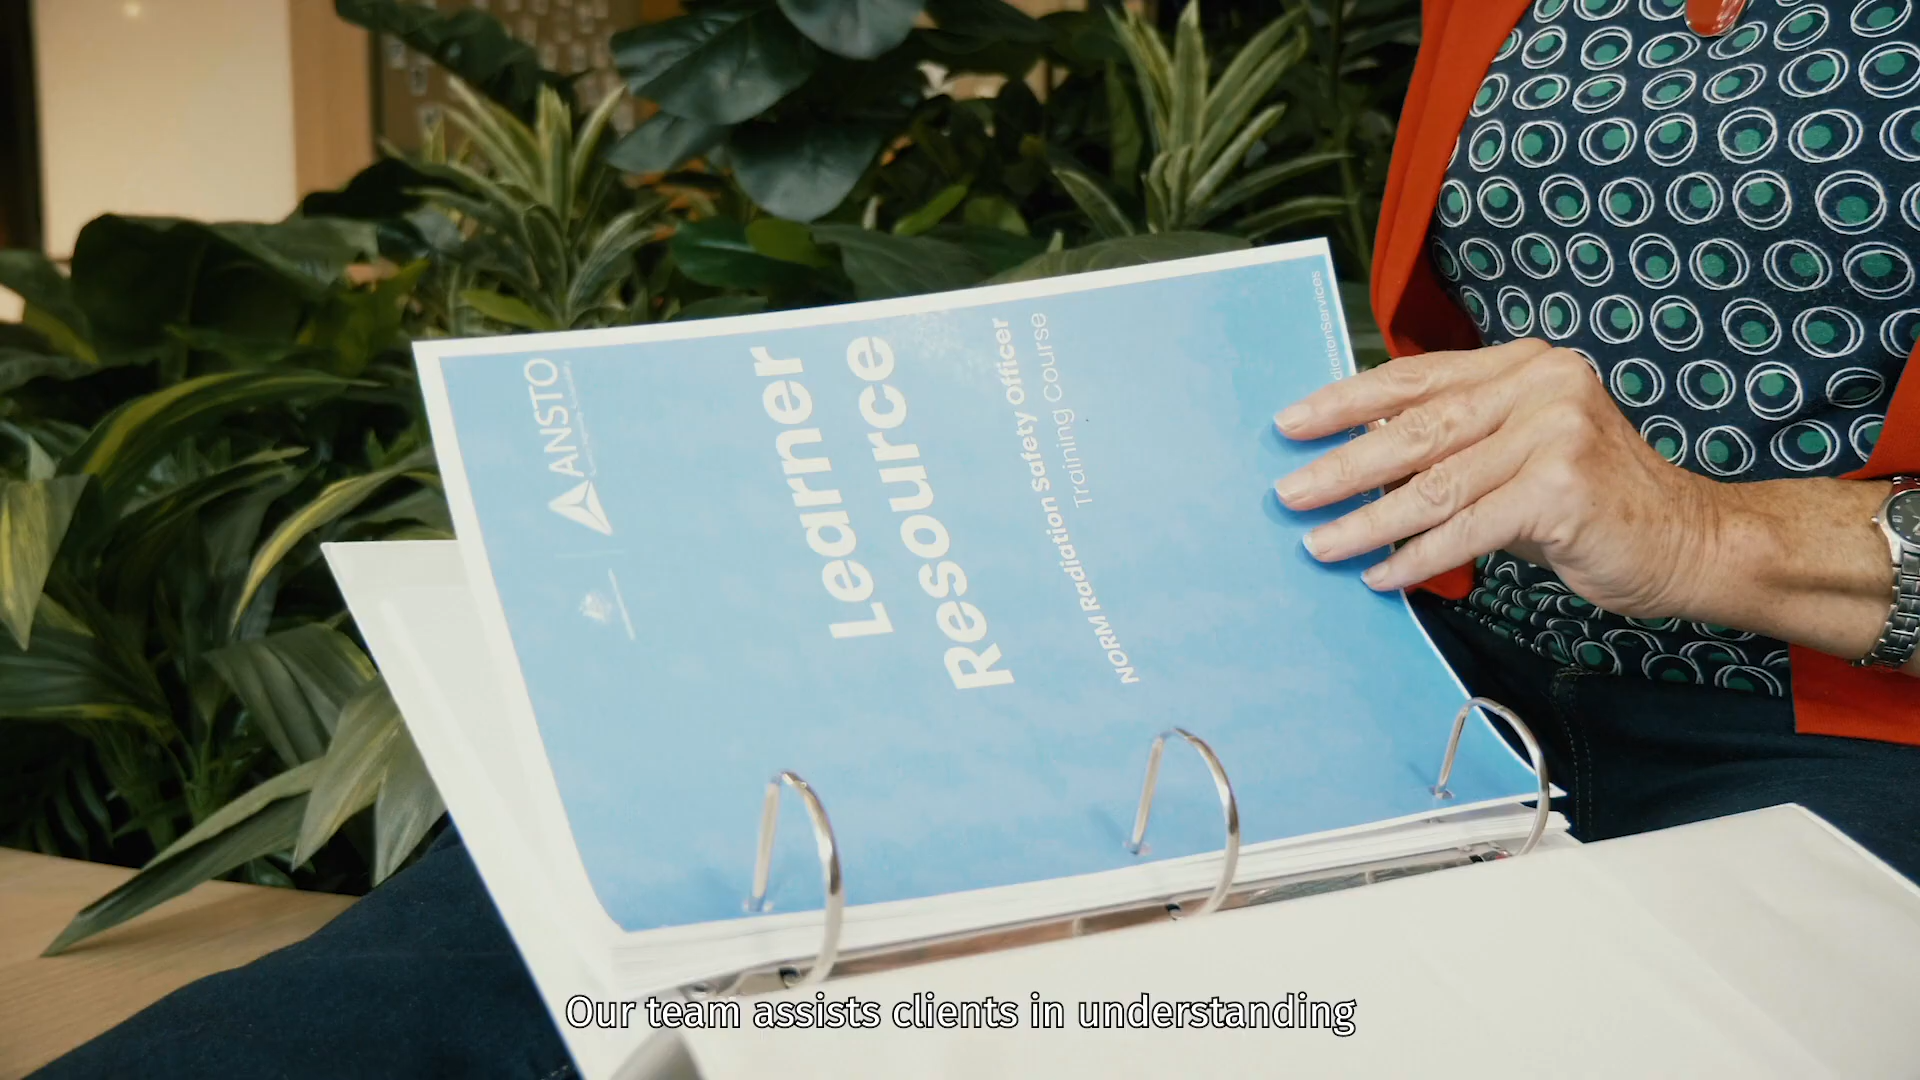 ANSTO
Learner
Resource
NORM Radiation Safety Officer
Training Course
Our team assists clients in understanding